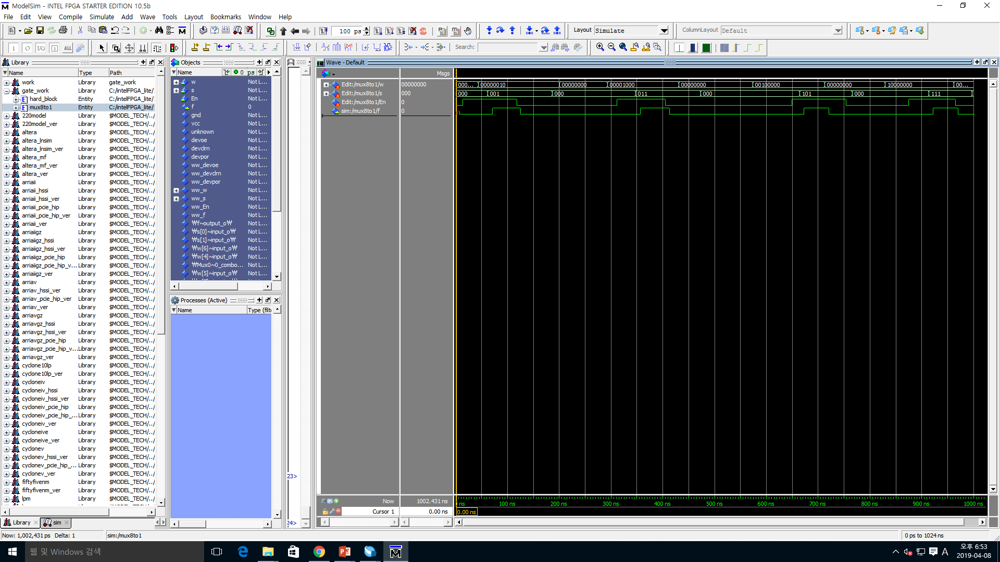 ModelSim - INTEL FPGA STARTER EDITION 10.5b
File Edit View Compile Simulate Add Wave Tools Layout Bookmarks Window Help
100 ps
Layout Simulate
ColumnLayout Default
Search:
Library
Name Type Path
work Library gate_work
gate_work Library C:/intelFPGA_lite/
hard_block Entity C:/intelFPGA_lite/
mux8to1 Entity C:/intelFPGA_lite/
220model Library $MODEL_TECH/../
220model_ver Library $MODEL_TECH/../
altera Library $MODEL_TECH/../
altera_lnsim Library $MODEL_TECH/../
altera_lnsim_ver Library $MODEL_TECH/../
altera_mf Library $MODEL_TECH/../
altera_mf_ver Library $MODEL_TECH/../
altera_ver Library $MODEL_TECH/../
arriaii Library $MODEL_TECH/../
arriaii_hssi Library $MODEL_TECH/../
arriaii_hssi_ver Library $MODEL_TECH/../
arriaii_pcie_hip Library $MODEL_TECH/../
arriaii_pcie_hip_ver Library $MODEL_TECH/../
arriaii_ver Library $MODEL_TECH/../
arriaiigz Library $MODEL_TECH/../
arriaiigz_hssi Library $MODEL_TECH/../
arriaiigz_hssi_ver Library $MODEL_TECH/../
arriaiigz_pcie_hip Library $MODEL_TECH/../
arriaiigz_pcie_hip_v... Library $MODEL_TECH/../
arriaiigz_ver Library $MODEL_TECH/../
arriav Library $MODEL_TECH/../
arriav_hssi_ver Library $MODEL_TECH/../
arriav_pcie_hip_ver Library $MODEL_TECH/../
arriav_ver Library $MODEL_TECH/../
arriavgz Library $MODEL_TECH/../
arriavgz_hssi Library $MODEL_TECH/../
arriavgz_hssi_ver Library $MODEL_TECH/../
arriavgz_pcie_hip Library $MODEL_TECH/../
arriavgz_pcie_hip_v... Library $MODEL_TECH/../
arriavgz_ver Library $MODEL_TECH/../
cyclone10lp Library $MODEL_TECH/../
cyclone10lp_ver Library $MODEL_TECH/../
cycloneiv Library $MODEL_TECH/../
cycloneiv_hssi Library $MODEL_TECH/../
cycloneiv_hssi_ver Library $MODEL_TECH/../
cycloneiv_pcie_hip Library $MODEL_TECH/../
cycloneiv_pcie_hip_... Library $MODEL_TECH/../
cycloneiv_ver Library $MODEL_TECH/../
cycloneive Library $MODEL_TECH/../
cycloneive_ver Library $MODEL_TECH/../
cyclonev Library $MODEL_TECH/../
cyclonev_hssi_ver Library $MODEL_TECH/../
cyclonev_pcie_hip_... Library $MODEL_TECH/../
cyclonev_ver Library $MODEL_TECH/../
fiftyfivenm Library $MODEL_TECH/../
fiftyfivenm_ver Library $MODEL_TECH/../
lpm Library $MODEL_TECH/../
Library sim
Objects
Name 0 ps
w Not L...
s Not L...
En Not L...
f 0
gnd Not L...
vcc Not L...
unknown Not L...
devoe Not L...
devclrn Not L...
devpor Not L...
ww_devoe Not L...
ww_devclrn Not L...
ww_devpor Not L...
ww_w Not L...
ww_s Not L...
ww_En Not L...
ww_f Not L...
₩f~output_o₩ Not L...
₩s[0]~input_o₩ Not L...
₩s[1]~input_o₩ Not L...
₩w[6]~input_o₩ Not L...
₩w[4]~input_o₩ Not L...
₩Mux0~0_combo... Not L...
₩w[5]~input_o₩ Not L...
Processes (Active)
Name Type (filt
23>
24>
Wave - Default
Msgs
Edit:/mux8to1/w 00000000 000... 00000010 00000000 00001000 00000000 00100000 00000000 10000000 00...
Edit:/mux8to1/s 000 000 001 000 011 000 101 000 111
Edit:/mux8to1/En 0
sim:/mux8to1/f 0
Now 1002.431 ns ns 100 ns 200 ns 300 ns 400 ns 500 ns 600 ns 700 ns 800 ns 900 ns 1000 ns
Cursor 1 0.00 ns 0.00 ns
Now: 1,002,431 ps Delta: 1 sim:/mux8to1 0 ps to 1024 ns
웹 및 Windows 검색
A
오후 6:53
2019-04-08